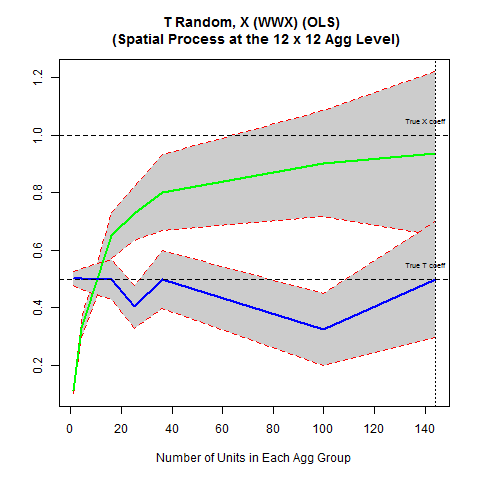 T Random, X (WWX) (OLS)
(Spatial Process at the 12 x 12 Agg Level)
1.2
1.0
0.8
0.6
0.4
0.2
True X coeff
True T coeff
0 20 40 60 80 100 120 140
Number of Units in Each Agg Group